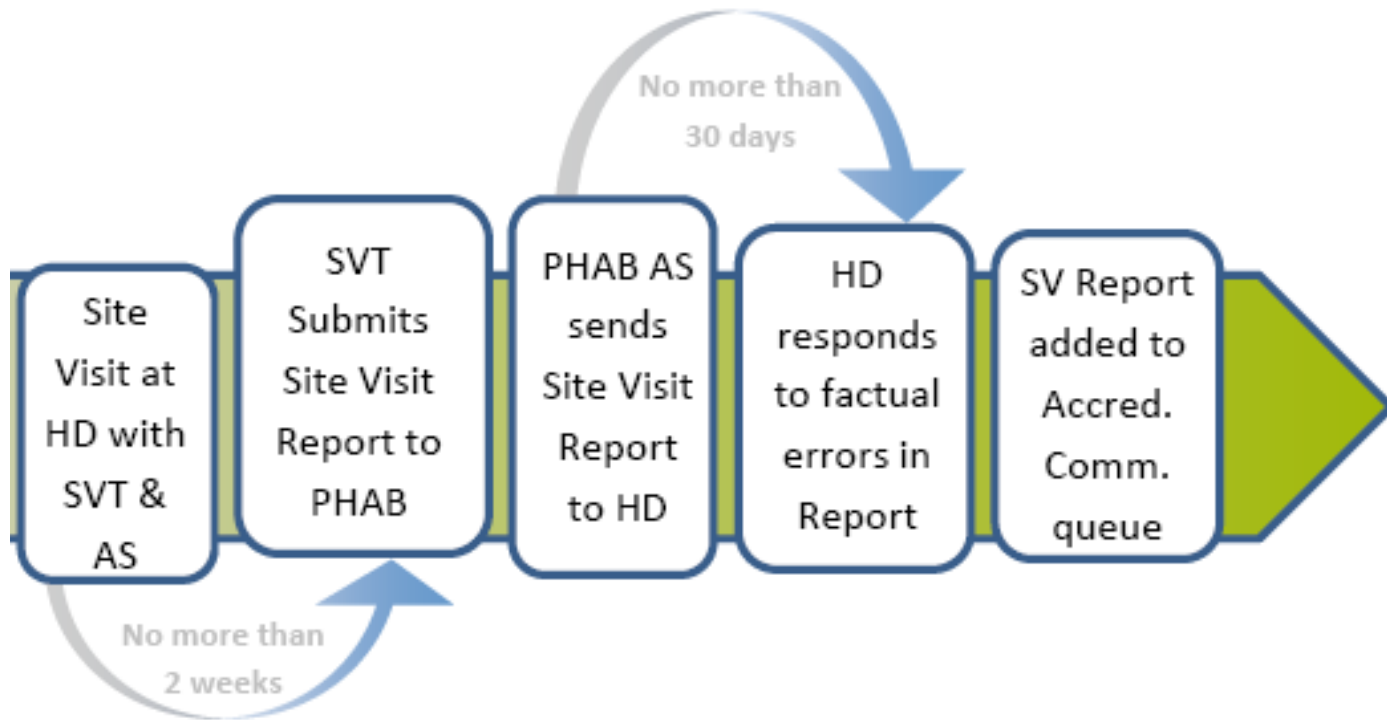 No more than
30 days
Site
Visit at
HD with
SVT &
AS
SVT
Submits
Site Visit
Report to
PHAB
PHAB AS
sends
Site Visit
Report
to HD
HD
responds
to factual
errors in
Report
SV Report
added to
Accred.
Comm.
queue
No more than
2 weeks